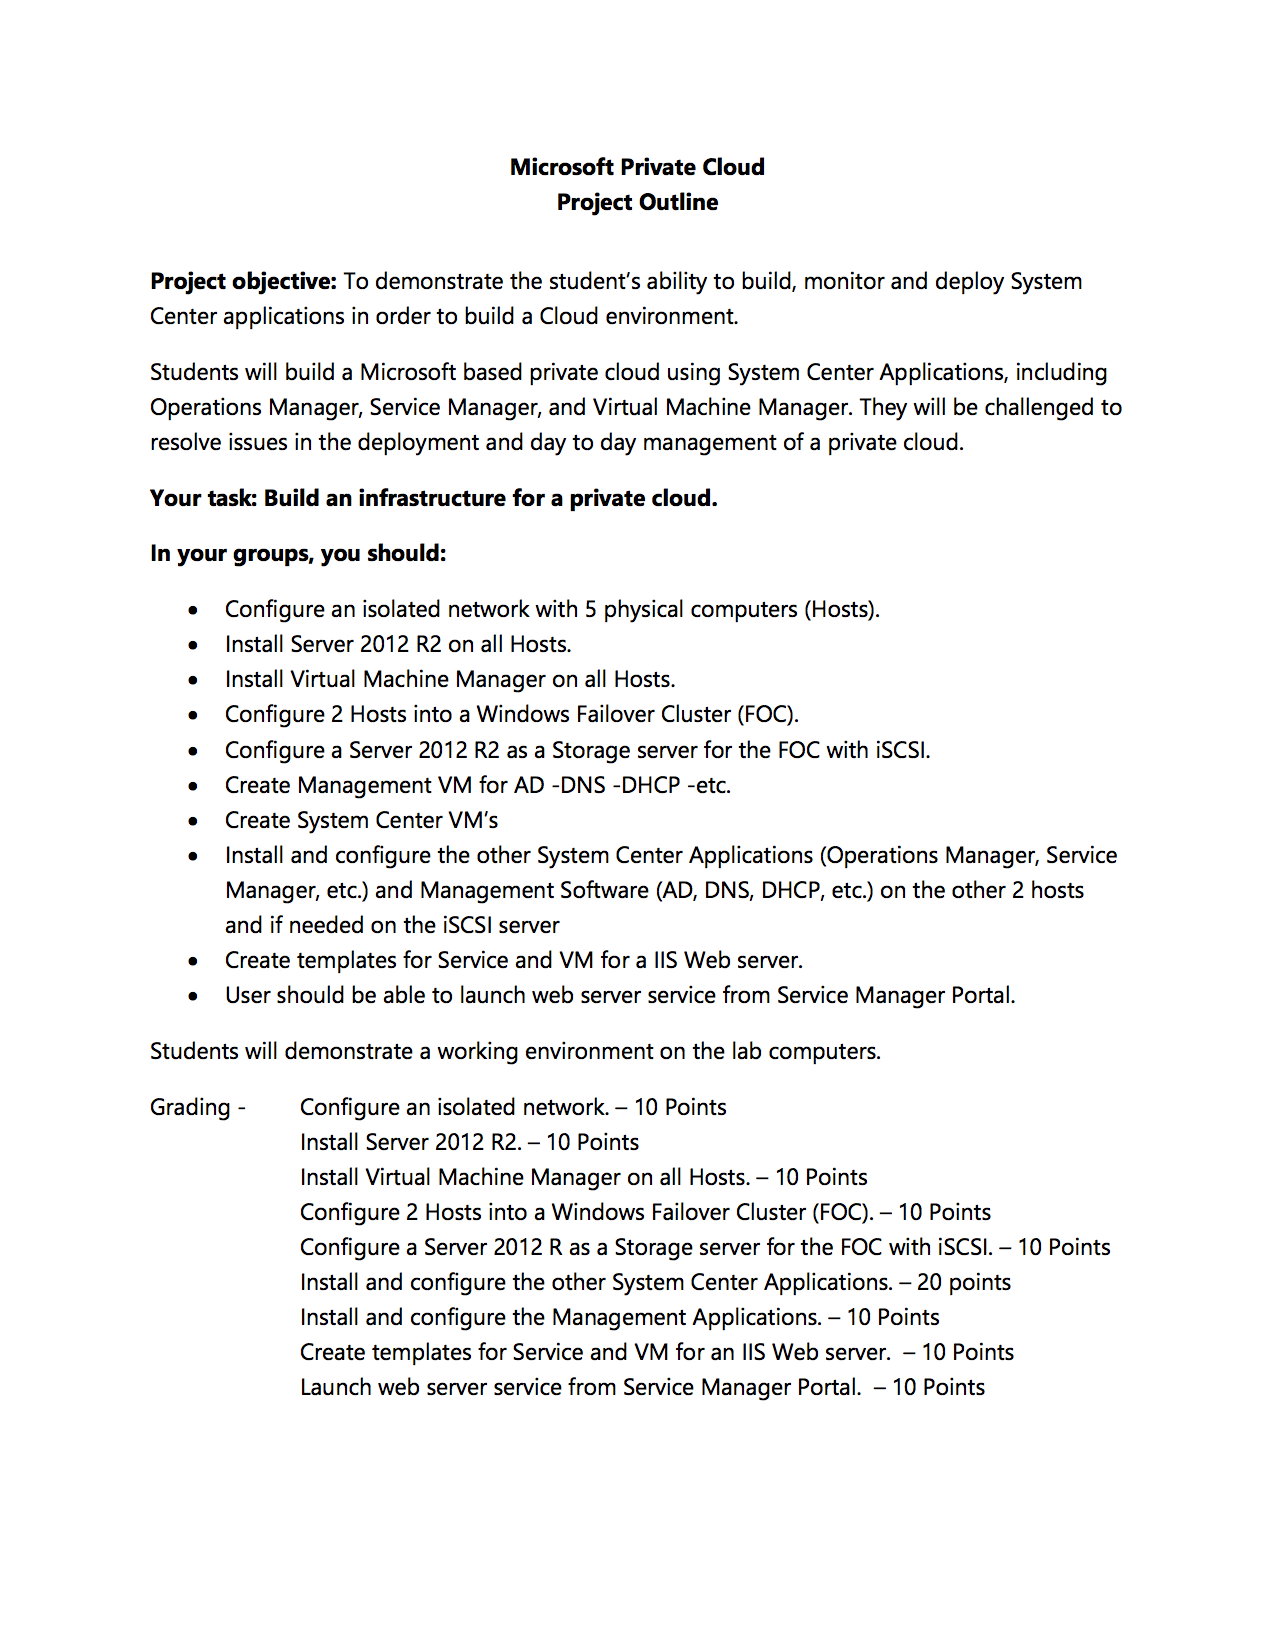 Microsoft Private Cloud
Project Outline
Project objective: To demonstrate the student’s ability to build, monitor and deploy System
Center applications in order to build a Cloud environment.
Students will build a Microsoft based private cloud using System Center Applications, including
Operations Manager, Service Manager, and Virtual Machine Manager. They will be challenged to
resolve issues in the deployment and day to day management of a private cloud.
Your task: Build an infrastructure for a private cloud.
In your groups, you should:
• Configure an isolated network with 5 physical computers (Hosts).
• Install Server 2012 R2 on all Hosts.
• Install Virtual Machine Manager on all Hosts.
• Configure 2 Hosts into a Windows Failover Cluster (FOC).
• Configure a Server 2012 R2 as a Storage server for the FOC with iSCSI.
• Create Management VM for AD -DNS -DHCP -etc.
• Create System Center VM’s
• Install and configure the other System Center Applications (Operations Manager, Service
Manager, etc.) and Management Software (AD, DNS, DHCP, etc.) on the other 2 hosts
and if needed on the iSCSI server
• Create templates for Service and VM for a IIS Web server.
• User should be able to launch web server service from Service Manager Portal.
Students will demonstrate a working environment on the lab computers.
Grading - Configure an isolated network. – 10 Points
Install Server 2012 R2. – 10 Points
Install Virtual Machine Manager on all Hosts. – 10 Points
Configure 2 Hosts into a Windows Failover Cluster (FOC). – 10 Points
Configure a Server 2012 R as a Storage server for the FOC with iSCSI. – 10 Points
Install and configure the other System Center Applications. – 20 points
Install and configure the Management Applications. – 10 Points
Create templates for Service and VM for an IIS Web server.  – 10 Points
Launch web server service from Service Manager Portal.  – 10 Points